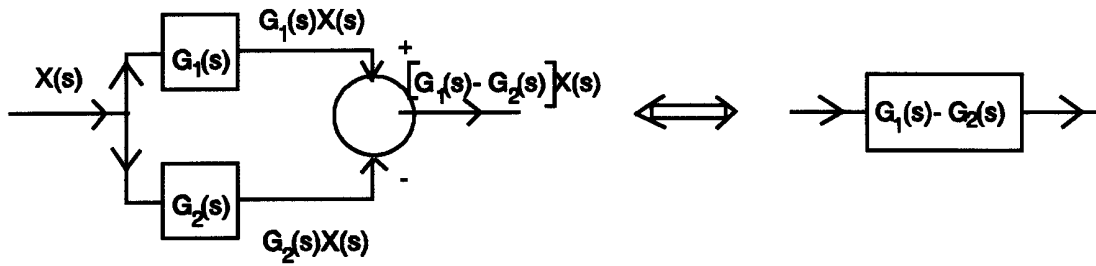 G₁(s)X(s)
+
G₁(s)
X(s)
[G₁(s)- G₂(s)]X(s)
G₁(s)- G₂(s)
-
G₂(s)
G₂(s)X(s)